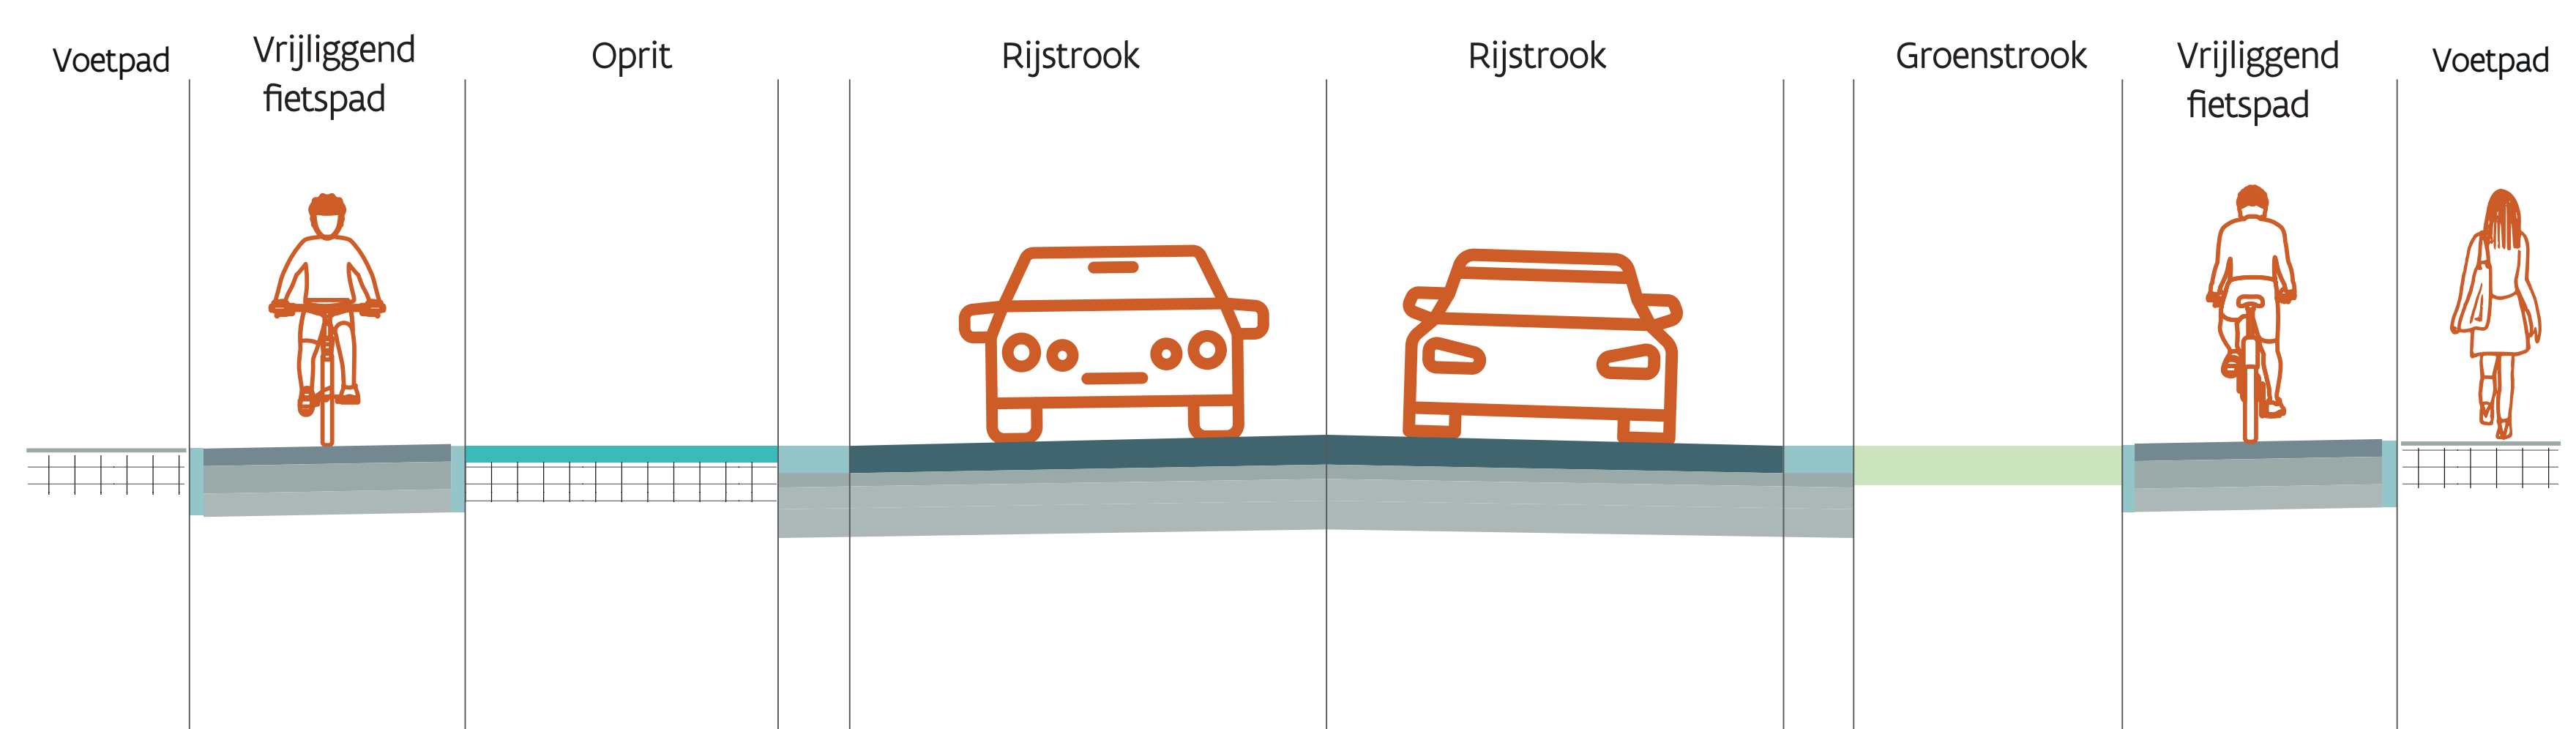 Voetpad
Vrijliggend
fietspad
Oprit
Rijstrook
Rijstrook
Groenstrook
Vrijliggend
fietspad
Voetpad